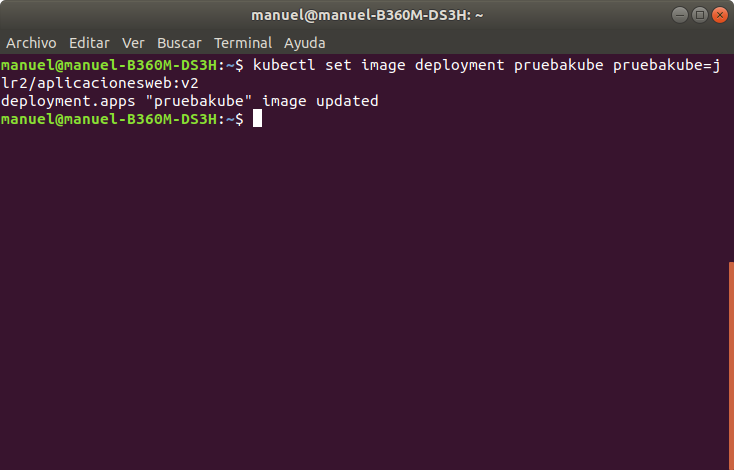 manuel@manuel-B360M-DS3H: ~
Archivo Editar Ver Buscar Terminal Ayuda
manuel@manuel-B360M-DS3H:~$ kubectl set image deployment pruebakube pruebakube=j
lr2/aplicacionesweb:v2
deployment.apps "pruebakube" image updated
manuel@manuel-B360M-DS3H:~$